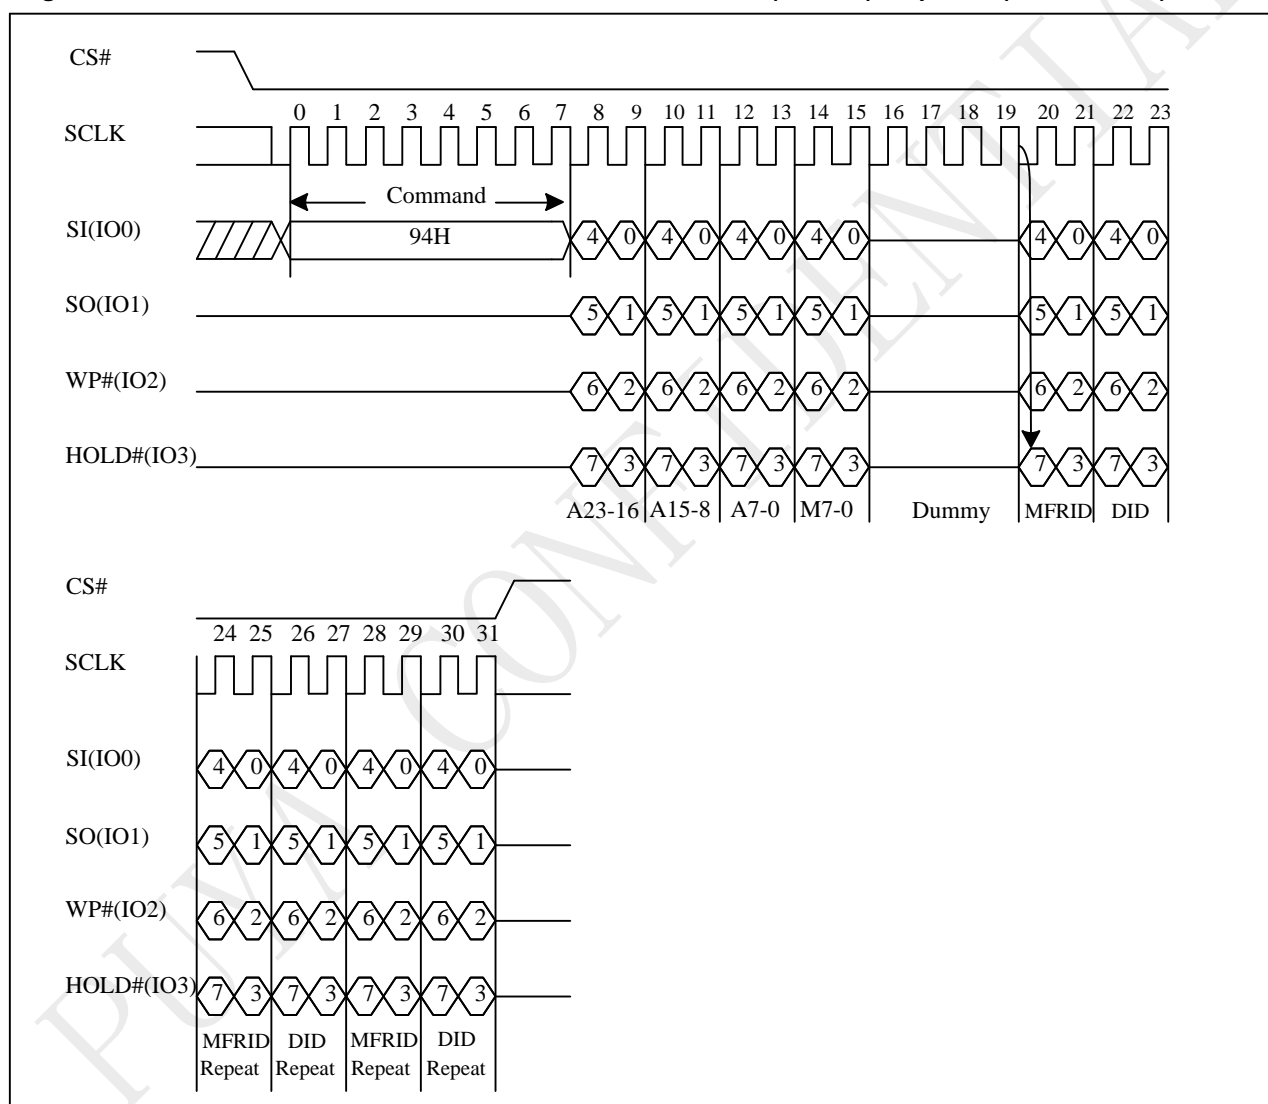 CS#
0 1 2 3 4 5 6 7 8 9 10 11 12 13 14 15 16 17 18 19 20 21 22 23
SCLK
Command
SI(IO0) 94H 4 0 4 0 4 0 4 0 4 0 4 0
SO(IO1) 5 1 5 1 5 1 5 1 5 1 5 1
WP#(IO2) 6 2 6 2 6 2 6 2 6 2 6 2
HOLD#(IO3) 7 3 7 3 7 3 7 3 7 3 7 3
A23-16 A15-8 A7-0 M7-0 Dummy MFRID DID
CS#
24 25 26 27 28 29 30 31
SCLK
SI(IO0) 4 0 4 0 4 0 4 0
SO(IO1) 5 1 5 1 5 1 5 1
WP#(IO2) 6 2 6 2 6 2 6 2
HOLD#(IO3) 7 3 7 3 7 3 7 3
MFRID DID MFRID DID
Repeat Repeat Repeat Repeat
PUYA CONFIDENTIAL